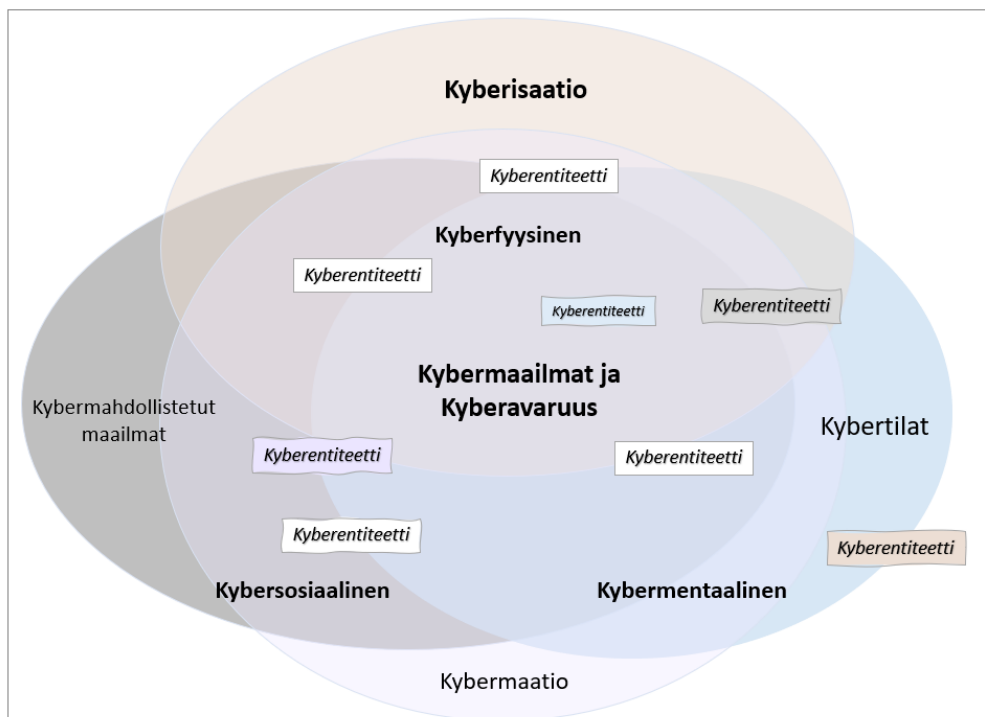 Kyberisaatio
Kyberentiteetti
Kyberfyysinen
Kyberentiteetti
Kyberentiteetti
Kyberentiteetti
Kybermaailmat ja
Kyberavaruus
Kybermahdollistetut
maailmat
Kybertilat
Kyberentiteetti
Kyberentiteetti
Kyberentiteetti
Kyberentiteetti
Kybersosiaalinen
Kybermentaalinen
Kybermaatio